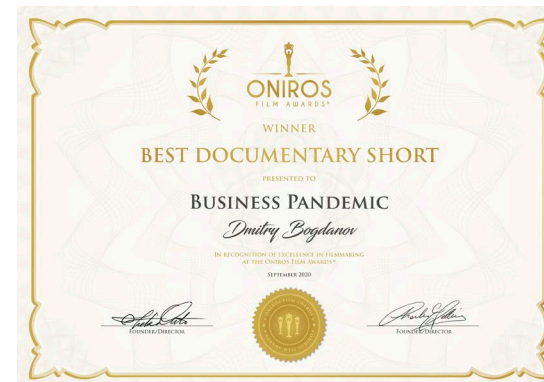 ONIROS
FILM AWARDS®
WINNER
BEST DOCUMENTARY SHORT
PRESENTED TO
BUSINESS PANDEMIC
Dmitry Bogdanov
IN RECOGNITION OF EXCELLENCE IN FILMMAKING
AT THE ONIROS FILM AWARDS®
SEPTEMBER 2020
FOUNDER/DIRECTOR
FOUNDER/DIRECTOR